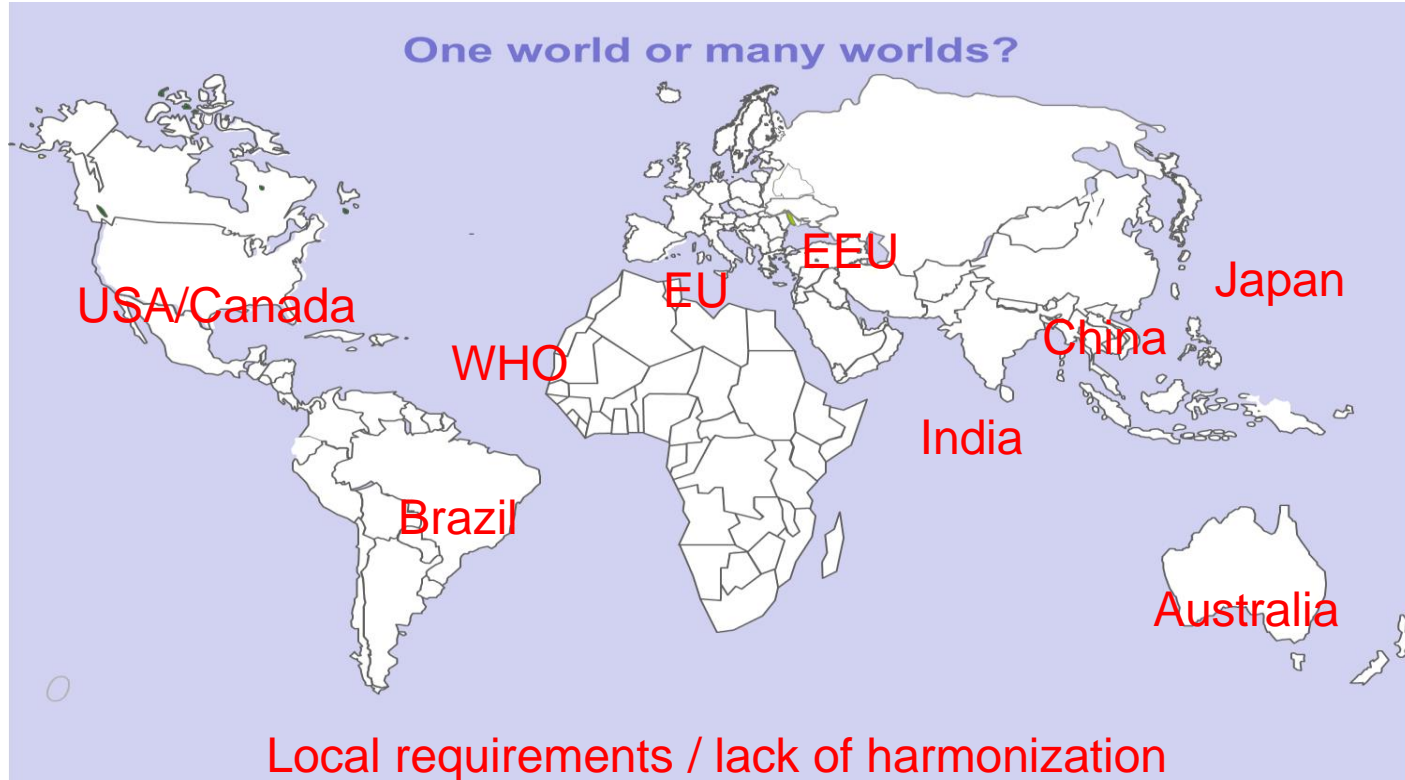 One world or many worlds?
EEU
EU
Japan
USA/Canada
China
WHO
India
Brazil
Australia
Local requirements / lack of harmonization